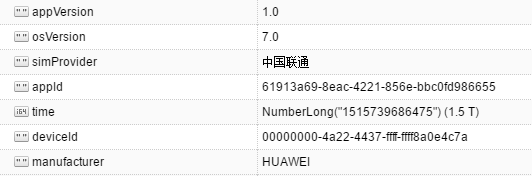 appVersion 1.0
osVersion 7.0
simProvider 中国联通
appId 61913a69-8eac-4221-856e-bbc0fd986655
i64 time NumberLong("1515739686475") (1.5 T)
deviceId 00000000-4a22-4437-ffff-ffff8a0e4c7a
manufacturer HUAWEI